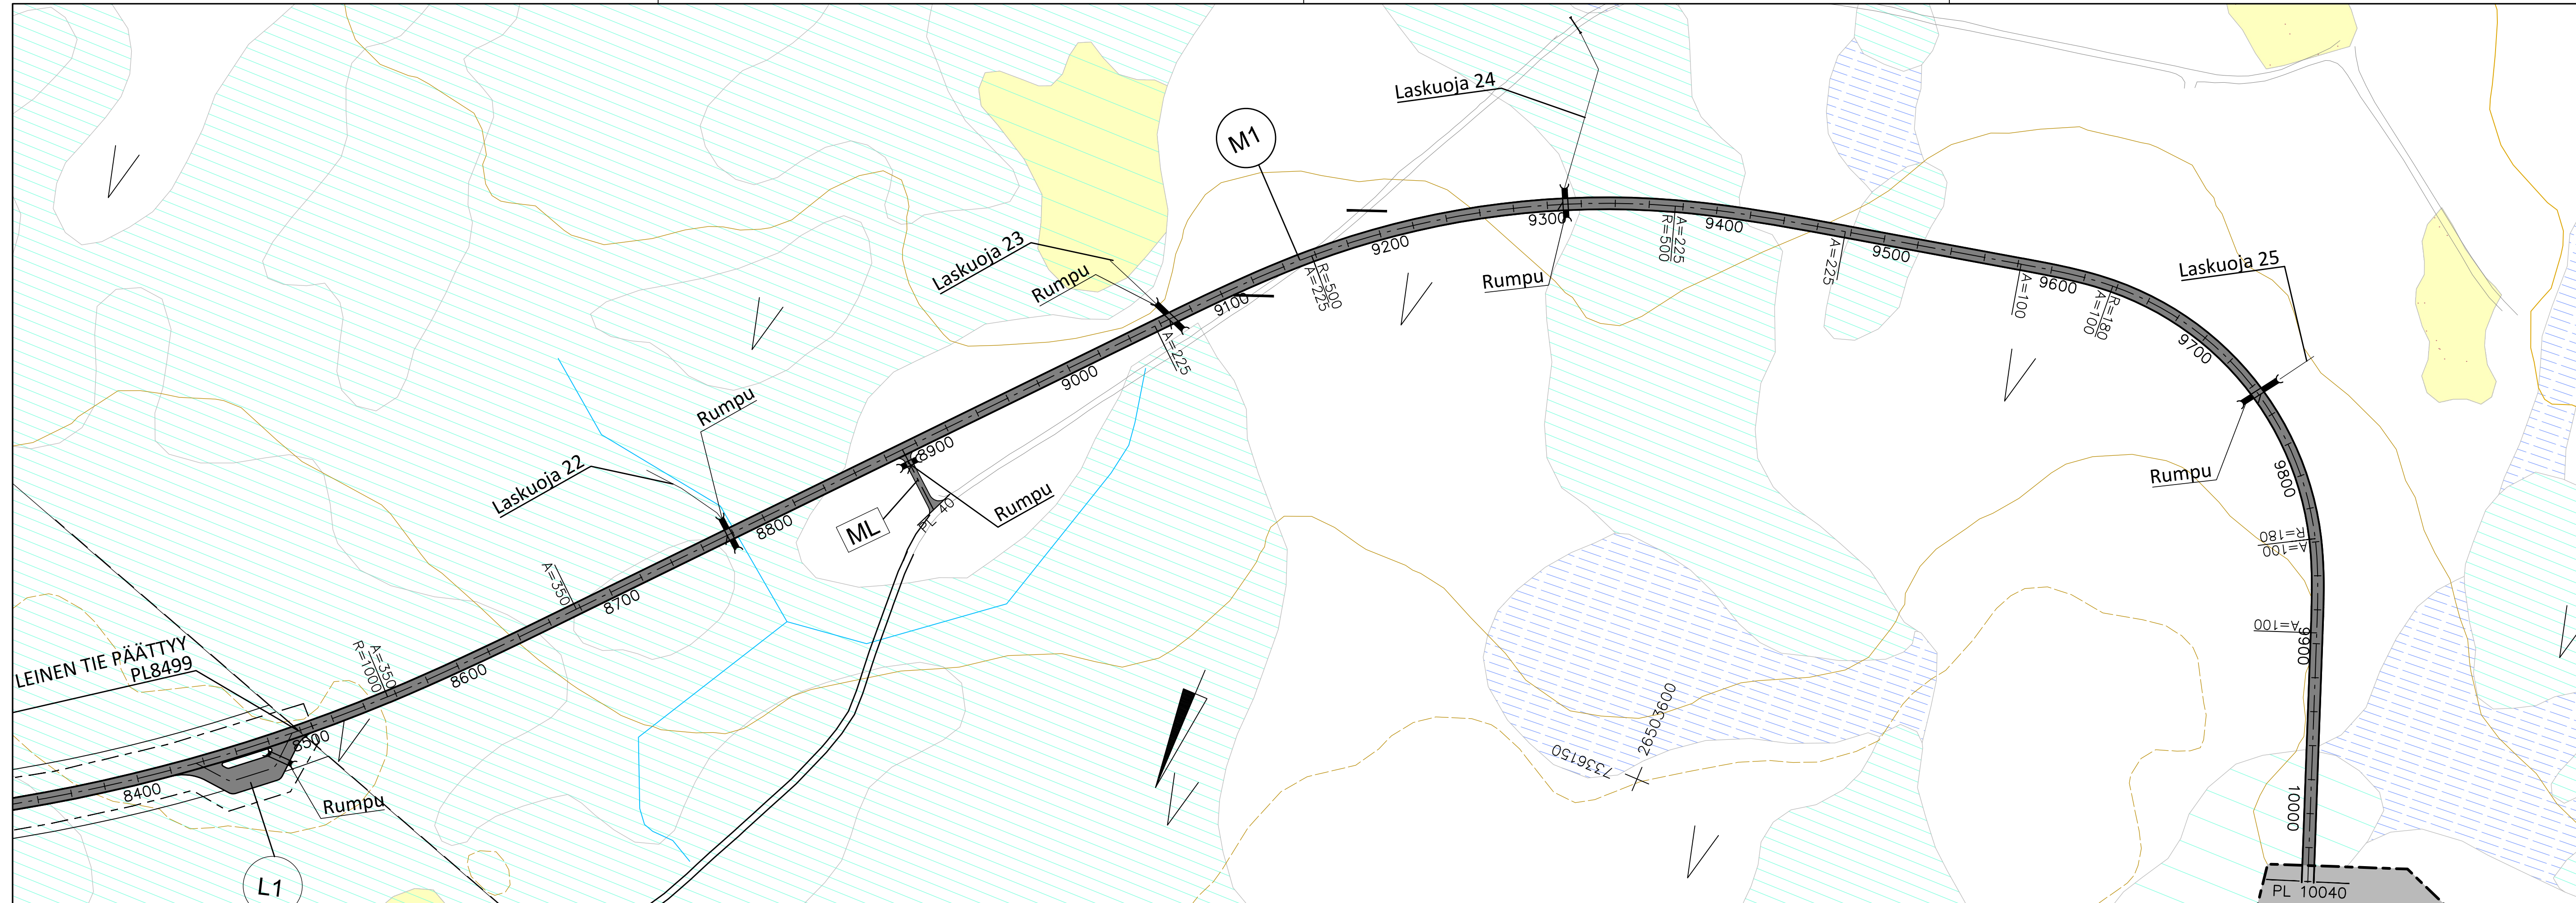 Laskuoja 24
M1
Laskuoja 23
Rumpu
9300
R=500
A=225
9400
9200
A=225
9500
Laskuoja 25
Rumpu
A=100
9600
R=180
A=100
9100
R=500
A=225
A=225
9700
9000
Rumpu
8900
Laskuoja 22
Rumpu
Rumpu
9800
PL 40
ML
8800
R=180
A=100
A=350
8700
A=100
9900
A=350
R=1000
8600
LEINEN TIE PÄÄTTYY
PL8499
8500
26503600
7336150
8400
Rumpu
10000
L1
PL 10040